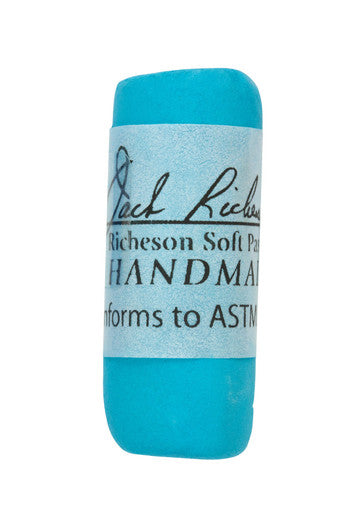 Jack Riches
Richeson Soft Pa
HANDMA
nforms to ASTM